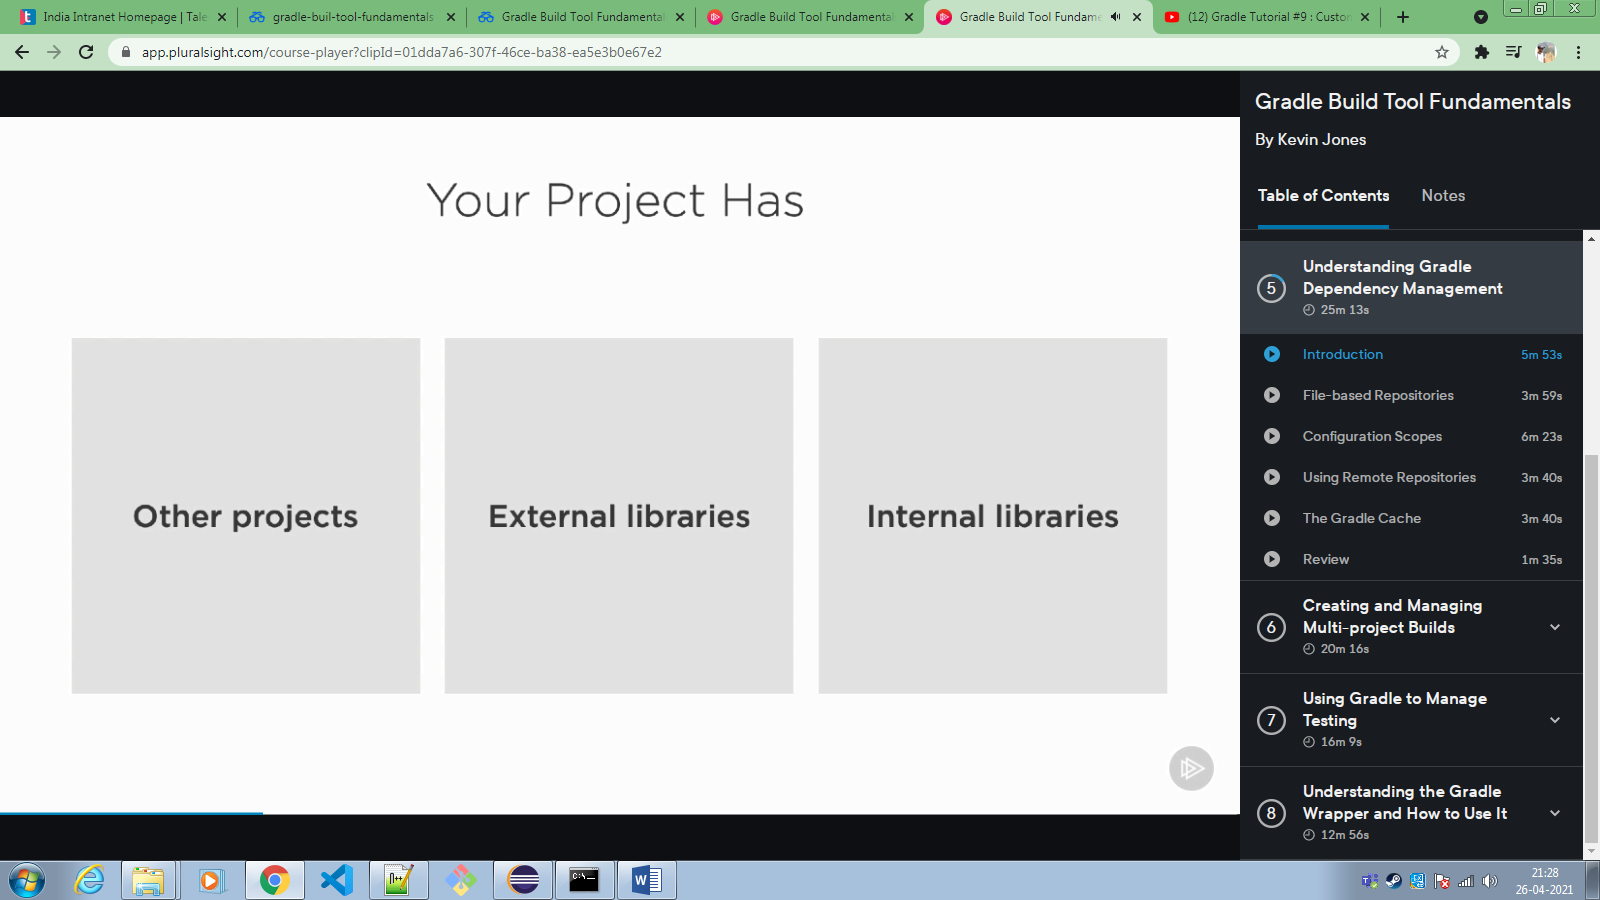 India Intranet Homepage | Tale
gradle-buil-tool-fundamentals
Gradle Build Tool Fundamental
Gradle Build Tool Fundamental
Gradle Build Tool Fundame
(12) Gradle Tutorial #9 : Custon
app.pluralsight.com/course-player?clipId=01dda7a6-307f-46ce-ba38-ea5e3b0e67e2
Your Project Has
Other projects
External libraries
Internal libraries
Gradle Build Tool Fundamentals
By Kevin Jones
Table of Contents
Notes
5
Understanding Gradle
Dependency Management
25m 13s
Introduction 5m 53s
File-based Repositories 3m 59s
Configuration Scopes 6m 23s
Using Remote Repositories 3m 40s
The Gradle Cache 3m 40s
Review 1m 35s
6
Creating and Managing
Multi-project Builds
20m 16s
7
Using Gradle to Manage
Testing
16m 9s
8
Understanding the Gradle
Wrapper and How to Use It
12m 56s
21:28
26-04-2021